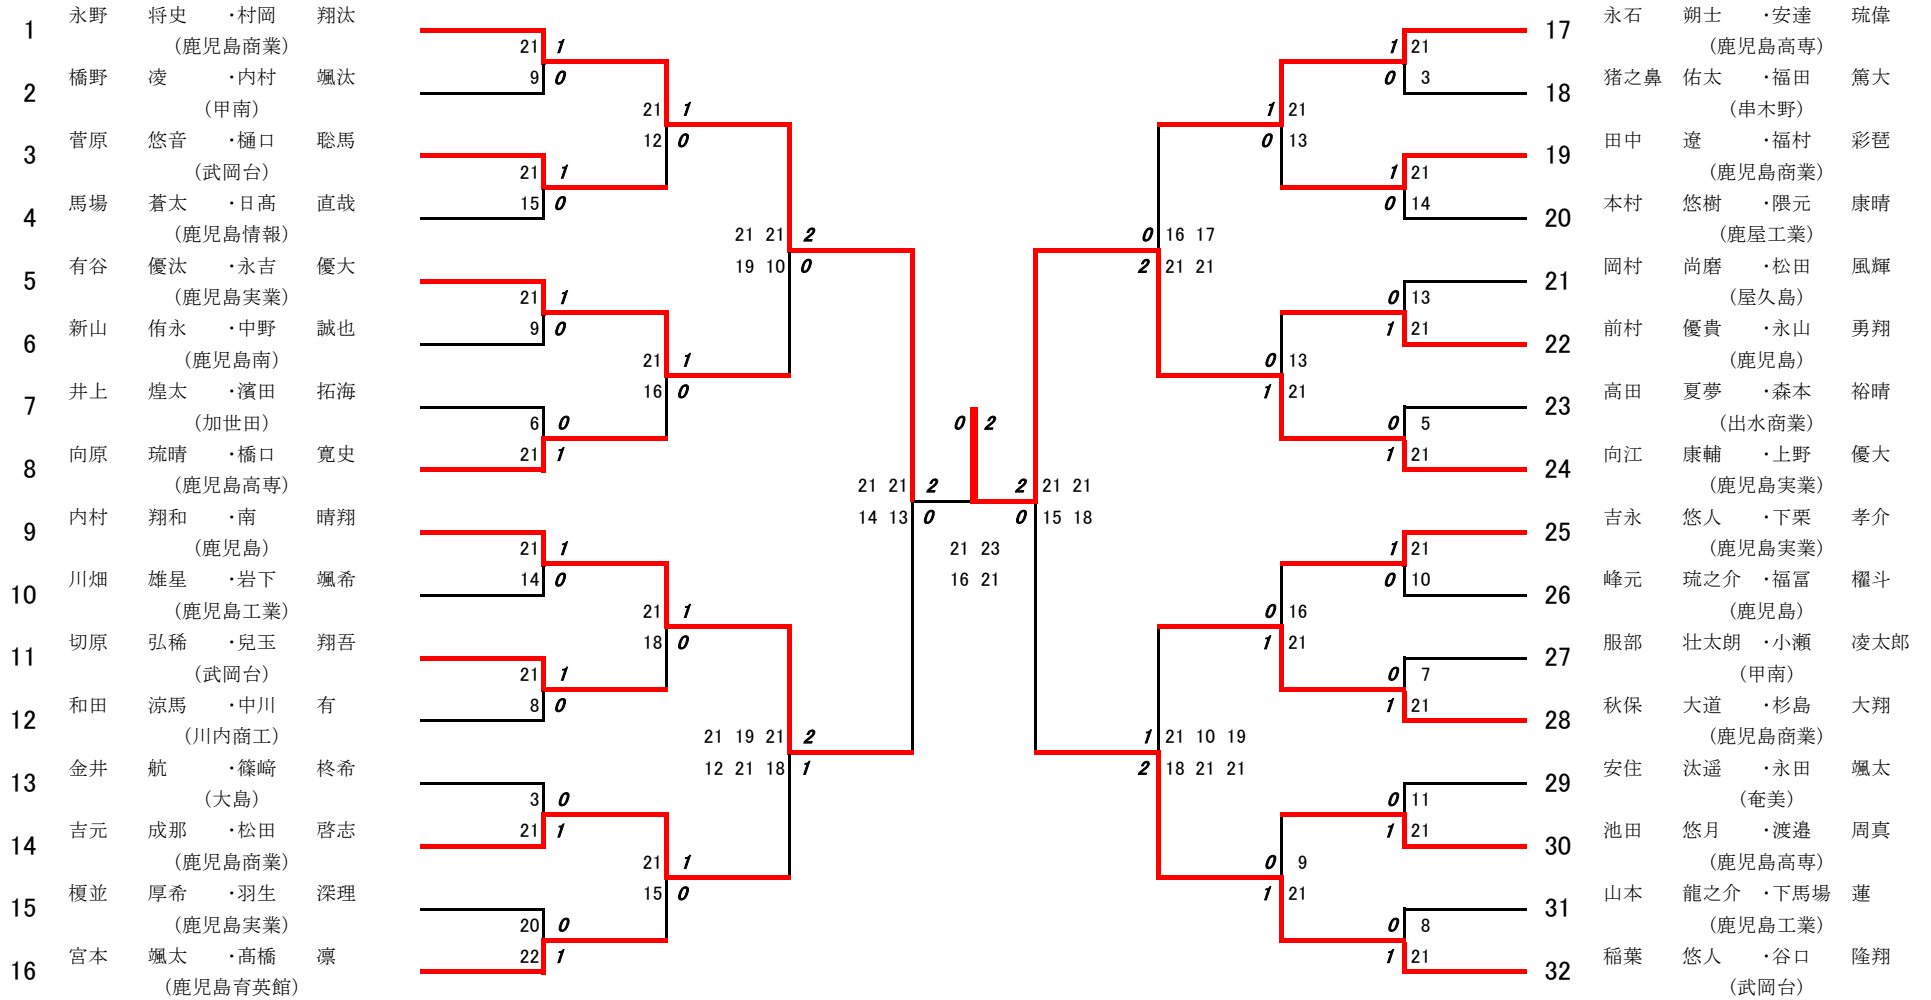 1 永野 将史 ・村岡 翔汰
(鹿児島商業)
2 橋野 凌 ・内村 颯汰
(甲南)
3 菅原 悠音 ・樋口 聡馬
(武岡台)
4 馬場 蒼太 ・日髙 直哉
(鹿児島情報)
5 有谷 優汰 ・永吉 優大
(鹿児島実業)
6 新山 侑永 ・中野 誠也
(鹿児島南)
7 井上 煌太 ・濱田 拓海
(加世田)
8 向原 琉晴 ・橋口 寛史
(鹿児島高専)
9 内村 翔和 ・南 晴翔
(鹿児島)
10 川畑 雄星 ・岩下 颯希
(鹿児島工業)
11 切原 弘稀 ・兒玉 翔吾
(武岡台)
12 和田 涼馬 ・中川 有
(川内商工)
13 金井 航 ・篠﨑 柊希
(大島)
14 吉元 成那 ・松田 啓志
(鹿児島商業)
15 榎並 厚希 ・羽生 深理
(鹿児島実業)
16 宮本 颯太 ・髙橋 凛
(鹿児島育英館)
21 1
9 0
21 1
15 0
21 1
9 0
6 0
21 1
21 1
14 0
21 1
8 0
3 0
21 1
20 0
22 1
21 1
12 0
21 1
16 0
21 1
18 0
21 1
15 0
21 21 2
19 10 0
21 19 21 2
12 21 18 1
21 21 2
14 13 0
0 2
21 23
16 21
2 21 21
0 15 18
0 16 17
2 21 21
1 21 10 19
2 18 21 21
1 21
0 13
0 13
1 21
0 16
1 21
0 9
1 21
1 21
0 3
1 21
0 14
0 13
1 21
0 5
1 21
1 21
0 10
0 7
1 21
0 11
1 21
0 8
1 21
17 永石 朔士 ・安達 琉偉
(鹿児島高専)
18 猪之鼻 佑太 ・福田 篤大
(串木野)
19 田中 遼 ・福村 彩琶
(鹿児島商業)
20 本村 悠樹 ・隈元 康晴
(鹿屋工業)
21 岡村 尚磨 ・松田 風輝
(屋久島)
22 前村 優貴 ・永山 勇翔
(鹿児島)
23 高田 夏夢 ・森本 裕晴
(出水商業)
24 向江 康輔 ・上野 優大
(鹿児島実業)
25 吉永 悠人 ・下栗 孝介
(鹿児島実業)
26 峰元 琉之介 ・福冨 櫂斗
(鹿児島)
27 服部 壮太朗 ・小瀬 凌太郎
(甲南)
28 秋保 大道 ・杉島 大翔
(鹿児島商業)
29 安住 汰遥 ・永田 颯太
(奄美)
30 池田 悠月 ・渡邉 周真
(鹿児島高専)
31 山本 龍之介 ・下馬場 蓮
(鹿児島工業)
32 稲葉 悠人 ・谷口 隆翔
(武岡台)